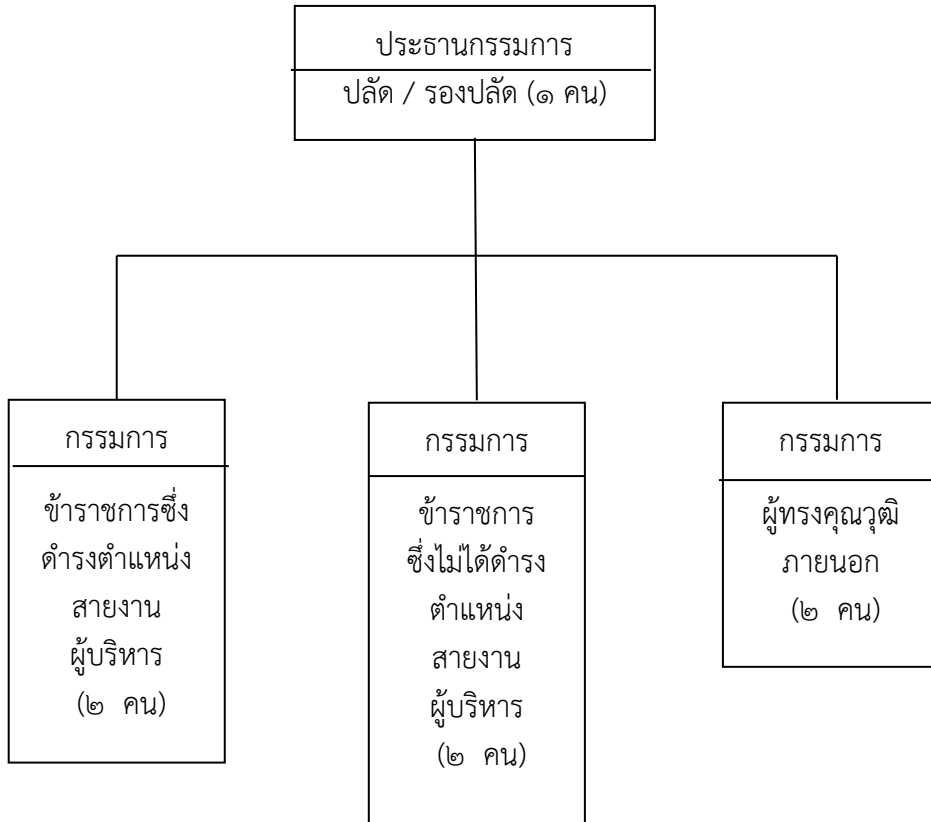 ประธานกรรมการ
ปลัด / รองปลัด (๑ คน)
กรรมการ
ข้าราชการซึ่ง
ดำรงตำแหน่ง
สายงาน
ผู้บริหาร
(๒ คน)
กรรมการ
ข้าราชการ
ซึ่งไม่ได้ดำรง
ตำแหน่ง
สายงาน
ผู้บริหาร
(๒ คน)
กรรมการ
ผู้ทรงคุณวุฒิ
ภายนอก
(๒ คน)